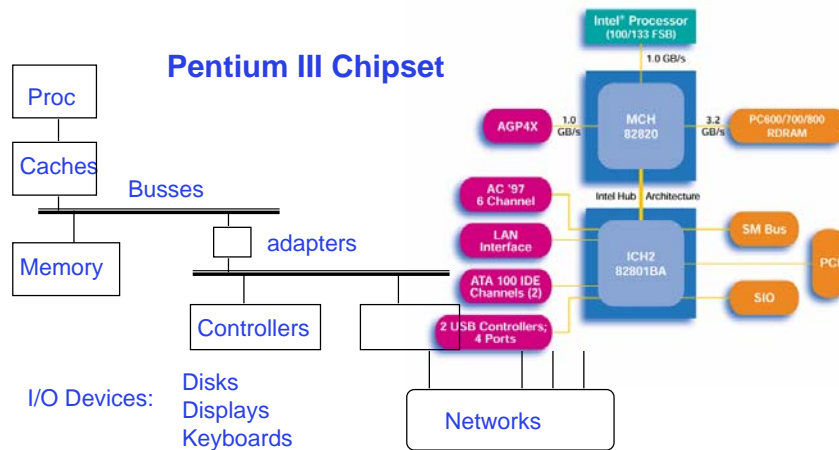 Pentium III Chipset
Proc
Caches
Busses
Memory
adapters
Controllers
I/O Devices:
Disks
Displays
Keyboards
Networks
Intel® Processor
(100/133 FSB)
1.0 GB/s
AGP4X
1.0
GB/s
MCH
82820
3.2
GB/s
PC600/700/800
RDRAM
AC '97
6 Channel
Intel Hub Architecture
LAN
Interface
ICH2
82801BA
SM Bus
PCI
ATA 100 IDE
Channels (2)
SIO
2 USB Controllers;
4 Ports